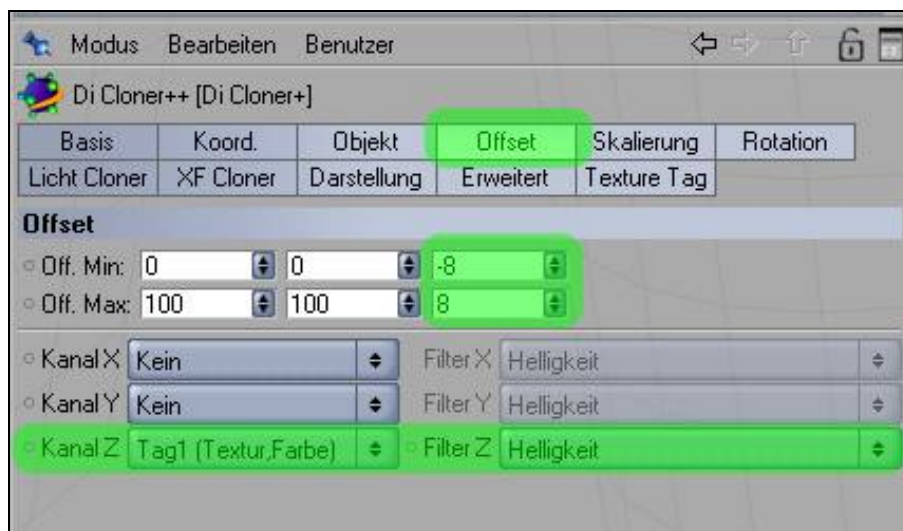 Modus Bearbeiten Benutzer
Di Cloner++ [Di Cloner+]
Basis Koord. Objekt Offset Skalierung Rotation
Licht Cloner XF Cloner Darstellung Erweitert Texture Tag
Offset
Off. Min: 0 0 -8
Off. Max: 100 100 8
Kanal X Kein Filter X Helligkeit
Kanal Y Kein Filter Y Helligkeit
Kanal Z Tag1 (Textur,Farbe) Filter Z Helligkeit